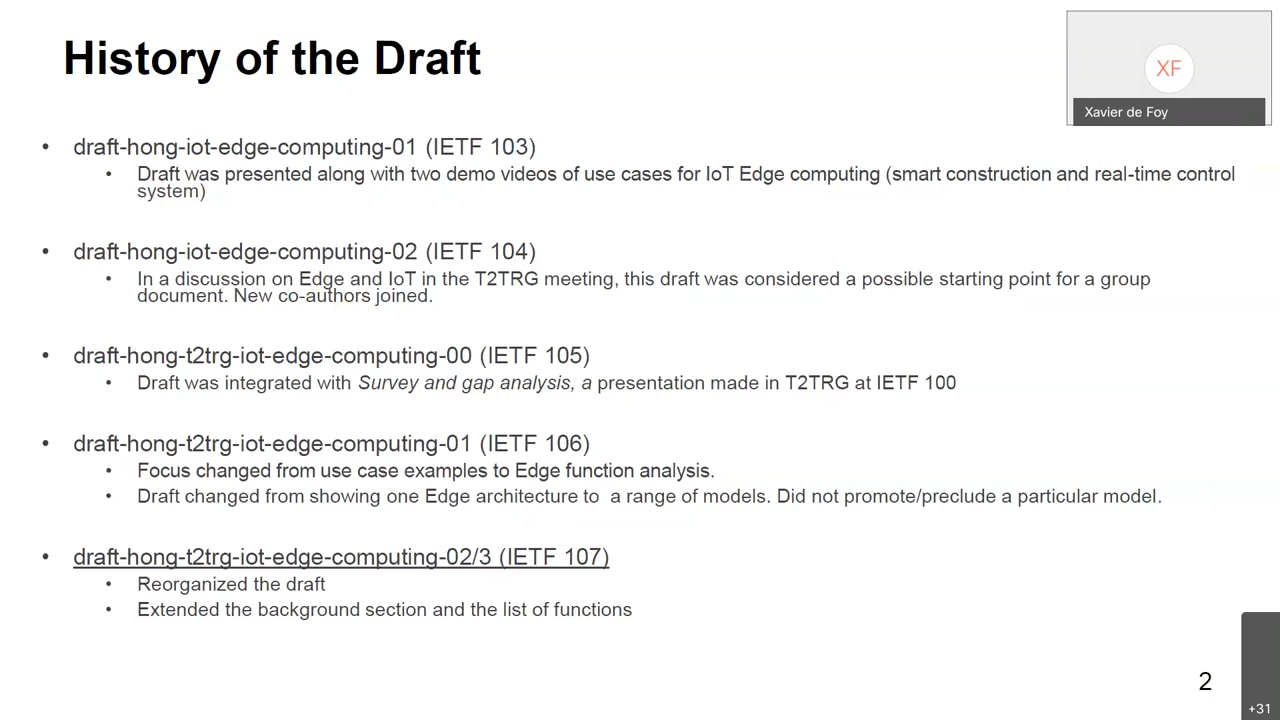 History of the Draft
XF
Xavier de Foy
• draft-hong-iot-edge-computing-01 (IETF 103)
• Draft was presented along with two demo videos of use cases for IoT Edge computing (smart construction and real-time control
system)
• draft-hong-iot-edge-computing-02 (IETF 104)
• In a discussion on Edge and IoT in the T2TRG meeting, this draft was considered a possible starting point for a group
document. New co-authors joined.
• draft-hong-t2trg-iot-edge-computing-00 (IETF 105)
• Draft was integrated with Survey and gap analysis, a presentation made in T2TRG at IETF 100
• draft-hong-t2trg-iot-edge-computing-01 (IETF 106)
• Focus changed from use case examples to Edge function analysis.
• Draft changed from showing one Edge architecture to  a range of models. Did not promote/preclude a particular model.
• draft-hong-t2trg-iot-edge-computing-02/3 (IETF 107)
• Reorganized the draft
• Extended the background section and the list of functions
2
+31